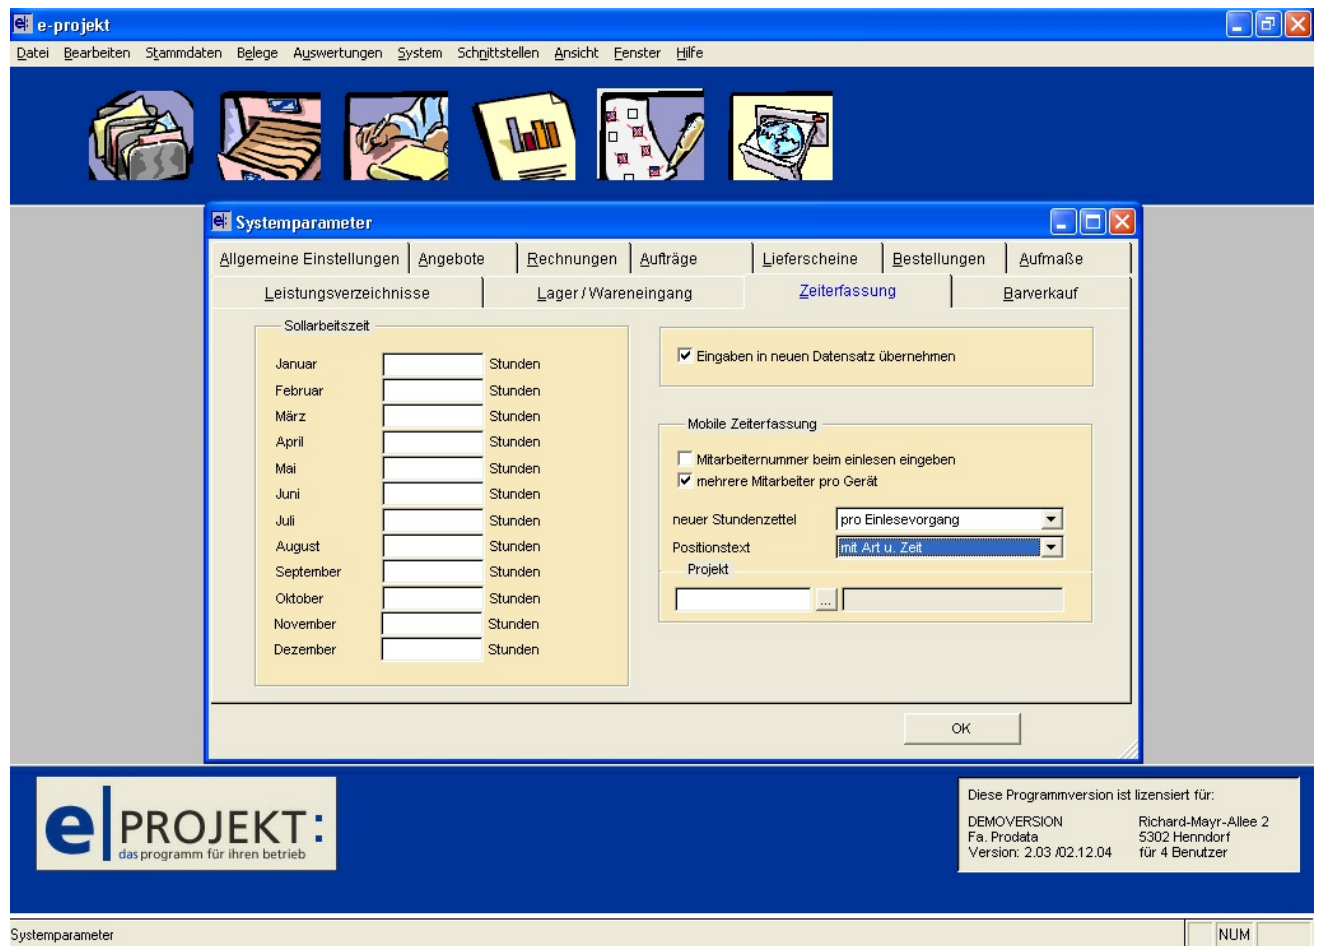 e: e-projekt
Datei Bearbeiten Stammdaten Belege Auswertungen System Schnittstellen Ansicht Fenster Hilfe
e: Systemparameter
Allgemeine Einstellungen Angebote Rechnungen Aufträge Lieferscheine Bestellungen Aufmaße
Leistungsverzeichnisse Lager / Wareneingang Zeiterfassung Barverkauf
Sollarbeitszeit
Januar Stunden
Februar Stunden
März Stunden
April Stunden
Mai Stunden
Juni Stunden
Juli Stunden
August Stunden
September Stunden
Oktober Stunden
November Stunden
Dezember Stunden
Eingaben in neuen Datensatz übernehmen
Mobile Zeiterfassung
Mitarbeiternummer beim einlesen eingeben
mehrere Mitarbeiter pro Gerät
neuer Stundenzettel pro Einlesevorgang
Positionstext mit Art u. Zeit
Projekt
...
OK
e PROJEKT:
das programm für ihren betrieb
Diese Programmversion ist lizensiert für:
DEMOVERSION Richard-Mayr-Allee 2
Fa. Prodata 5302 Henndorf
Version: 2.03 /02.12.04 für 4 Benutzer
Systemparameter NUM